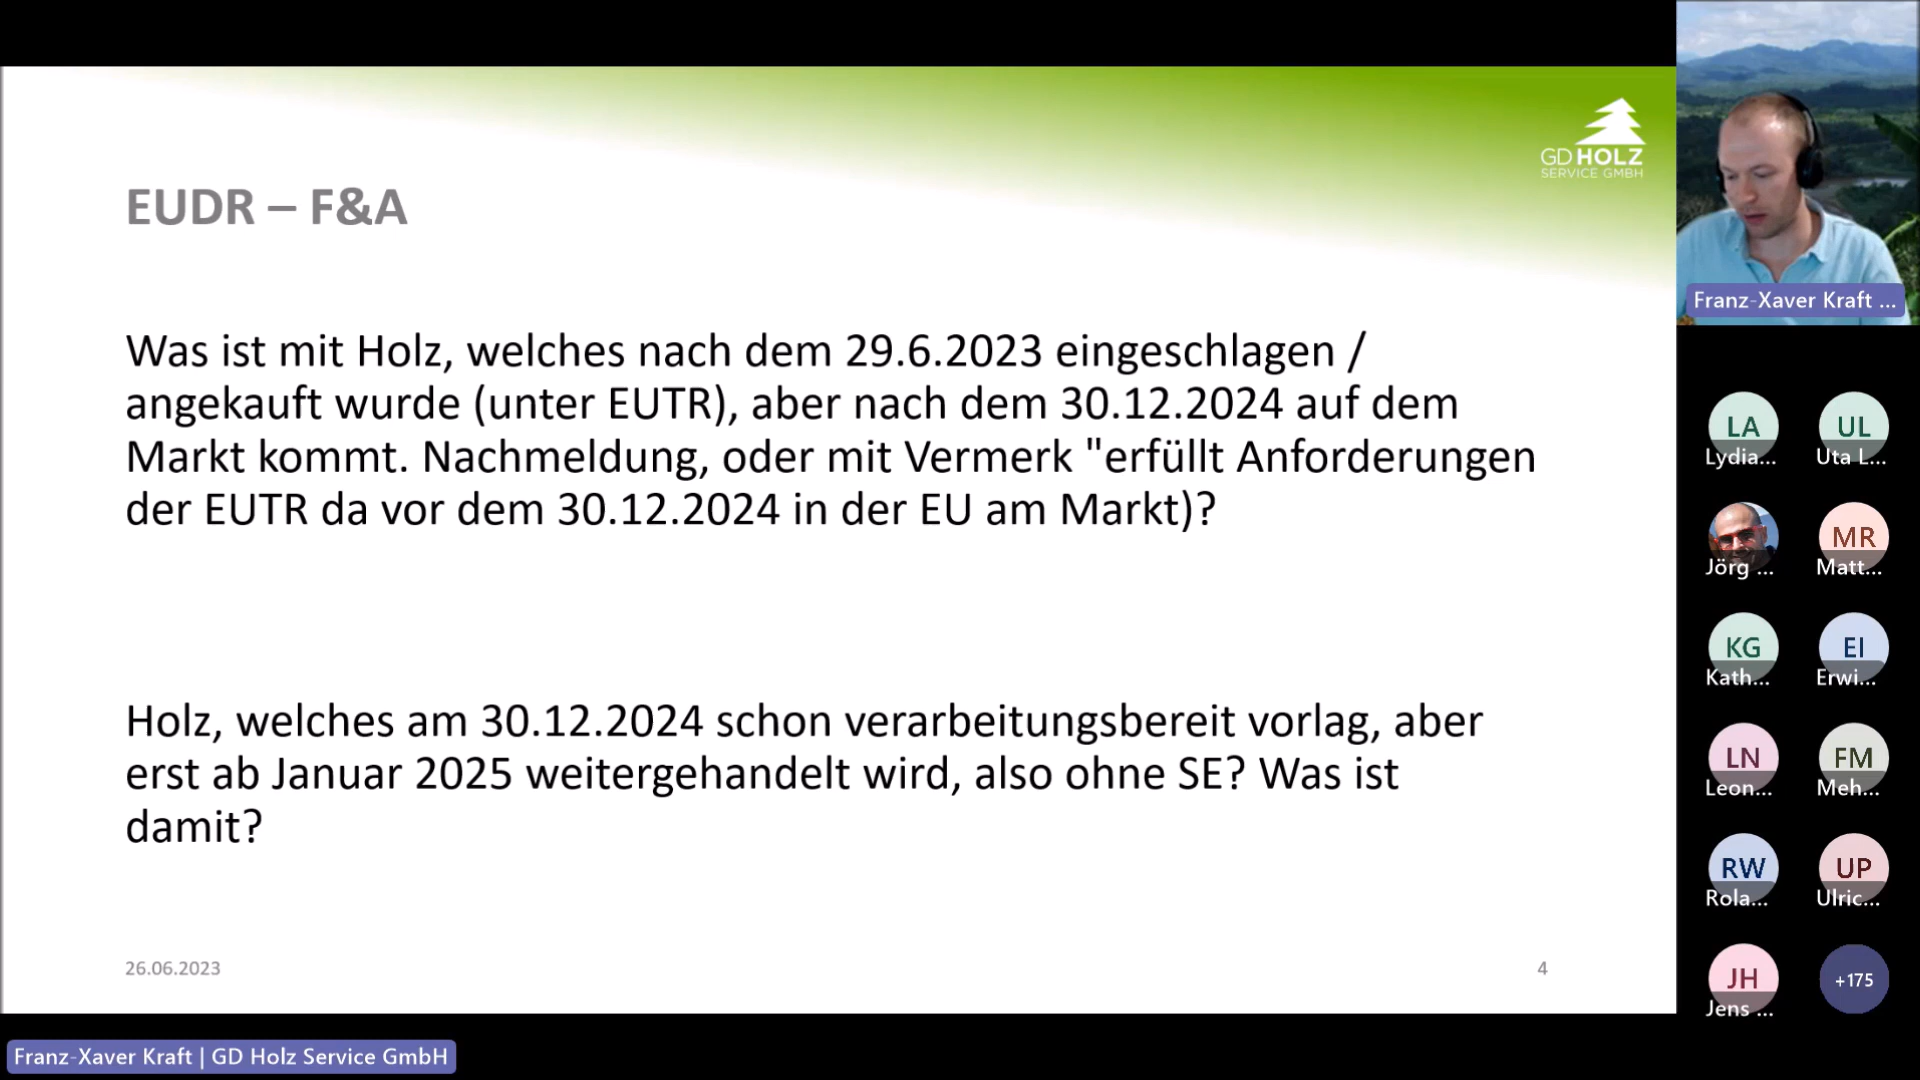 GD HOLZ
SERVICE GMBH
EUDR – F&A
Was ist mit Holz, welches nach dem 29.6.2023 eingeschlagen /
angekauft wurde (unter EUTR), aber nach dem 30.12.2024 auf dem
Markt kommt. Nachmeldung, oder mit Vermerk "erfüllt Anforderungen
der EUTR da vor dem 30.12.2024 in der EU am Markt)?
Holz, welches am 30.12.2024 schon verarbeitungsbereit vorlag, aber
erst ab Januar 2025 weitergehandelt wird, also ohne SE? Was ist
damit?
26.06.2023
4
Franz-Xaver Kraft | GD Holz Service GmbH
Franz-Xaver Kraft ...
LA
Lydia...
UL
Uta L...
Jörg ...
MR
Matt...
KG
Kath...
EI
Erwi...
LN
Leon...
FM
Meh...
RW
Rola...
UP
Ulric...
JH
Jens ...
+175